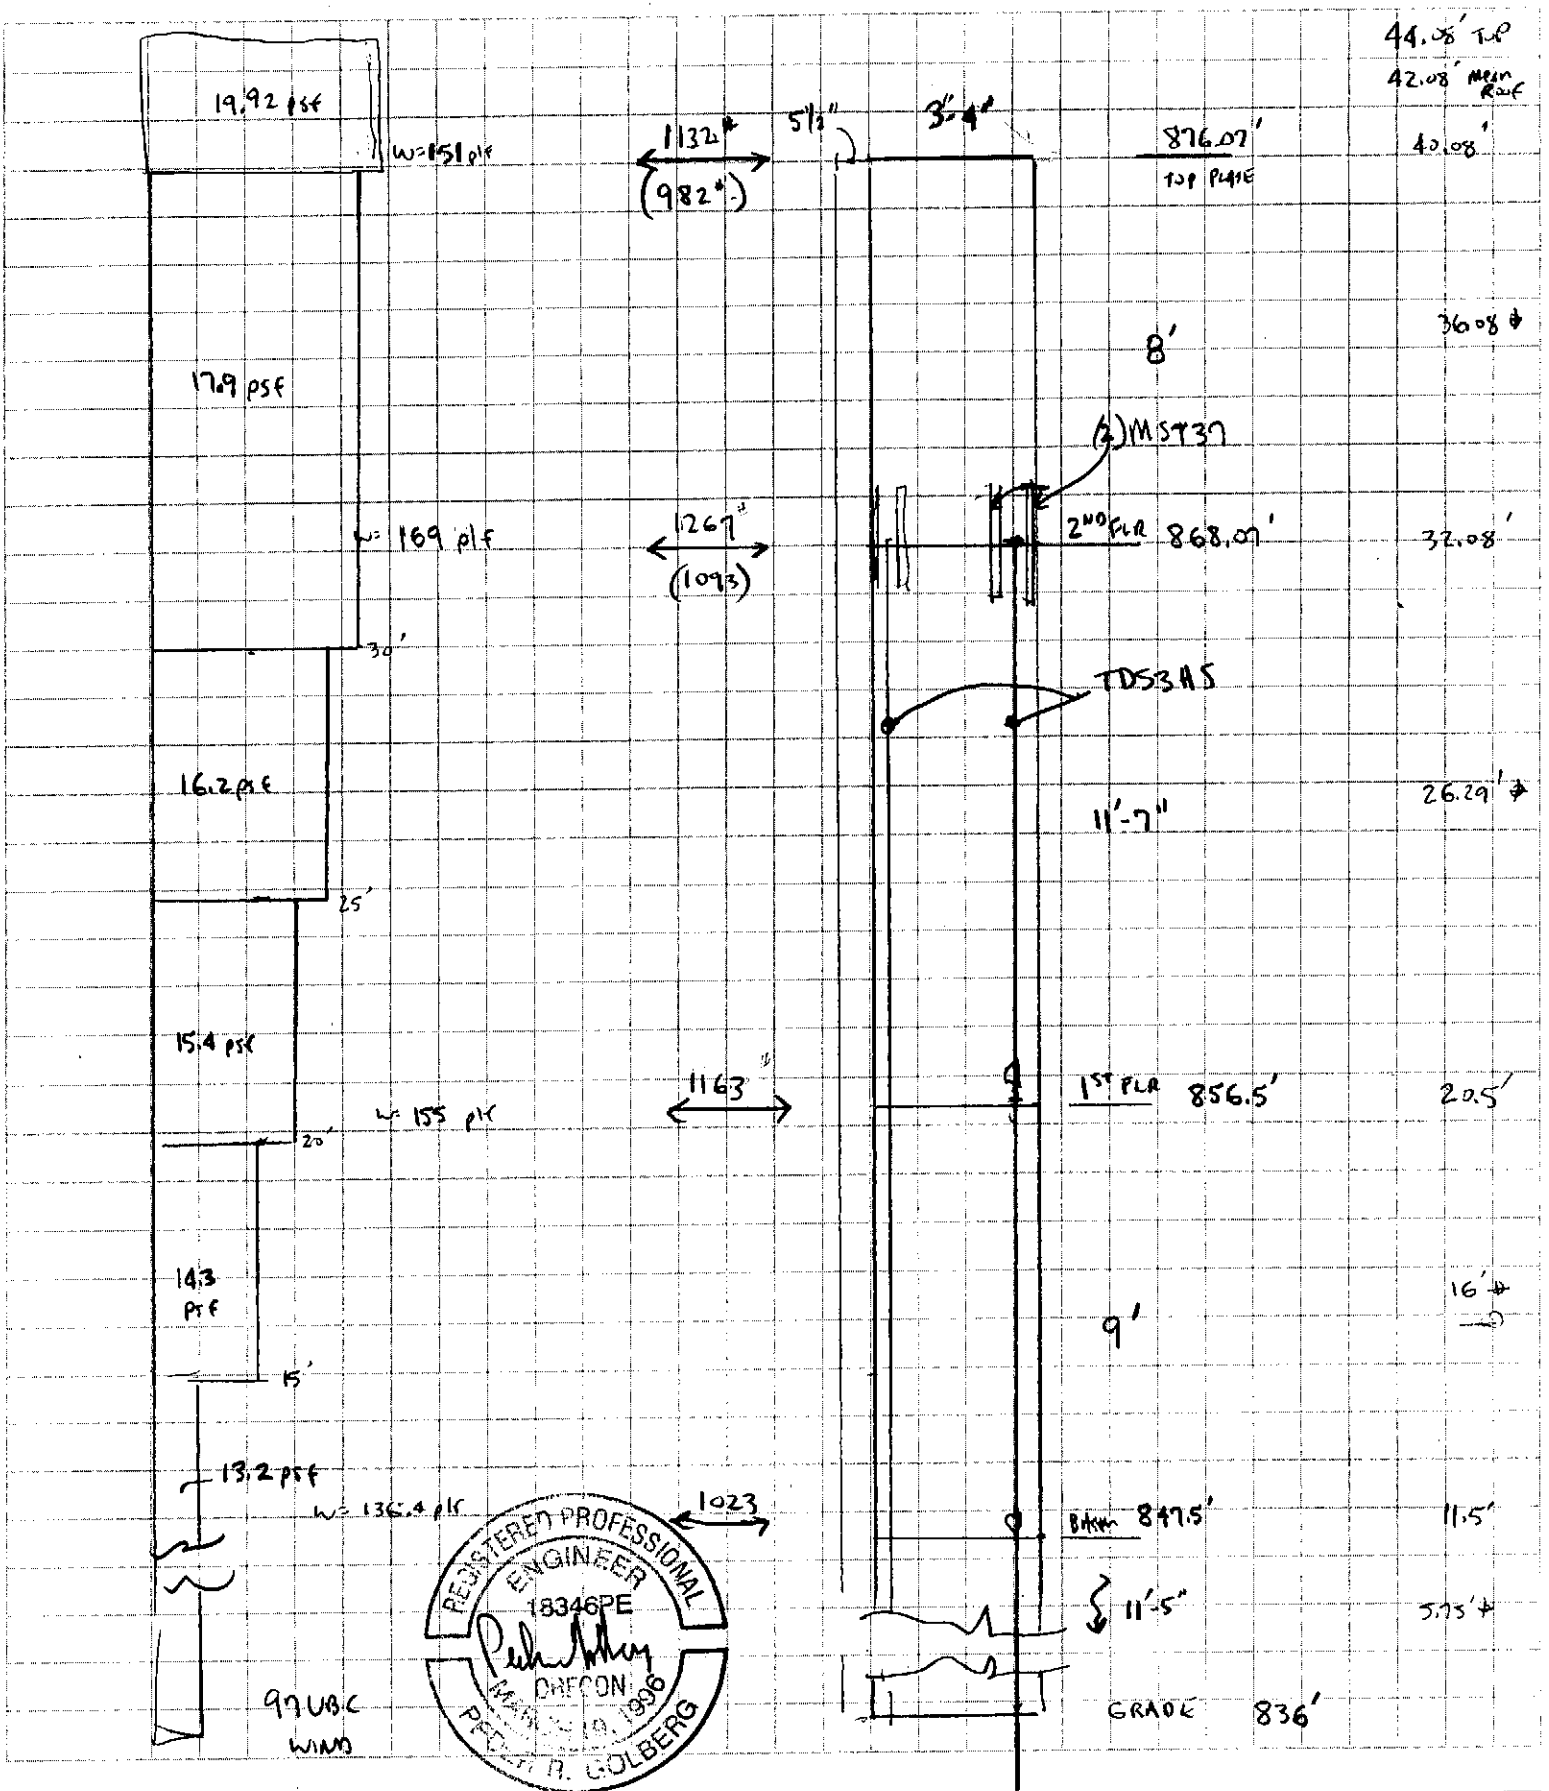 44.08' TOP
42.08' Mean
Roof
19.92 psf
5 1/2"
3'-4"
1132#
876.07'
40.08'
W=151 plf
(982#)
TOP PLATE
36.08
8'
17.9 psf
(2) MST37
1267#
2ND FLR 868.07'
32.08'
W= 169 plf
(1093)
30'
TDS3A5
16.2 psf
26.29'
11'-7"
25'
15.4 psf
1163#
1ST FLR 856.5'
20.5'
W= 155 plf
20'
14.3
psf
16'
9'
15'
13.2 psf
W= 136.4 plf
1023
847.5'
11.5'
REGISTERED PROFESSIONAL
ENGINEER
18346PE
11'-5"
5.75'
OREGON
97 UBC
WIND
GRADE 836'
GOLBERG